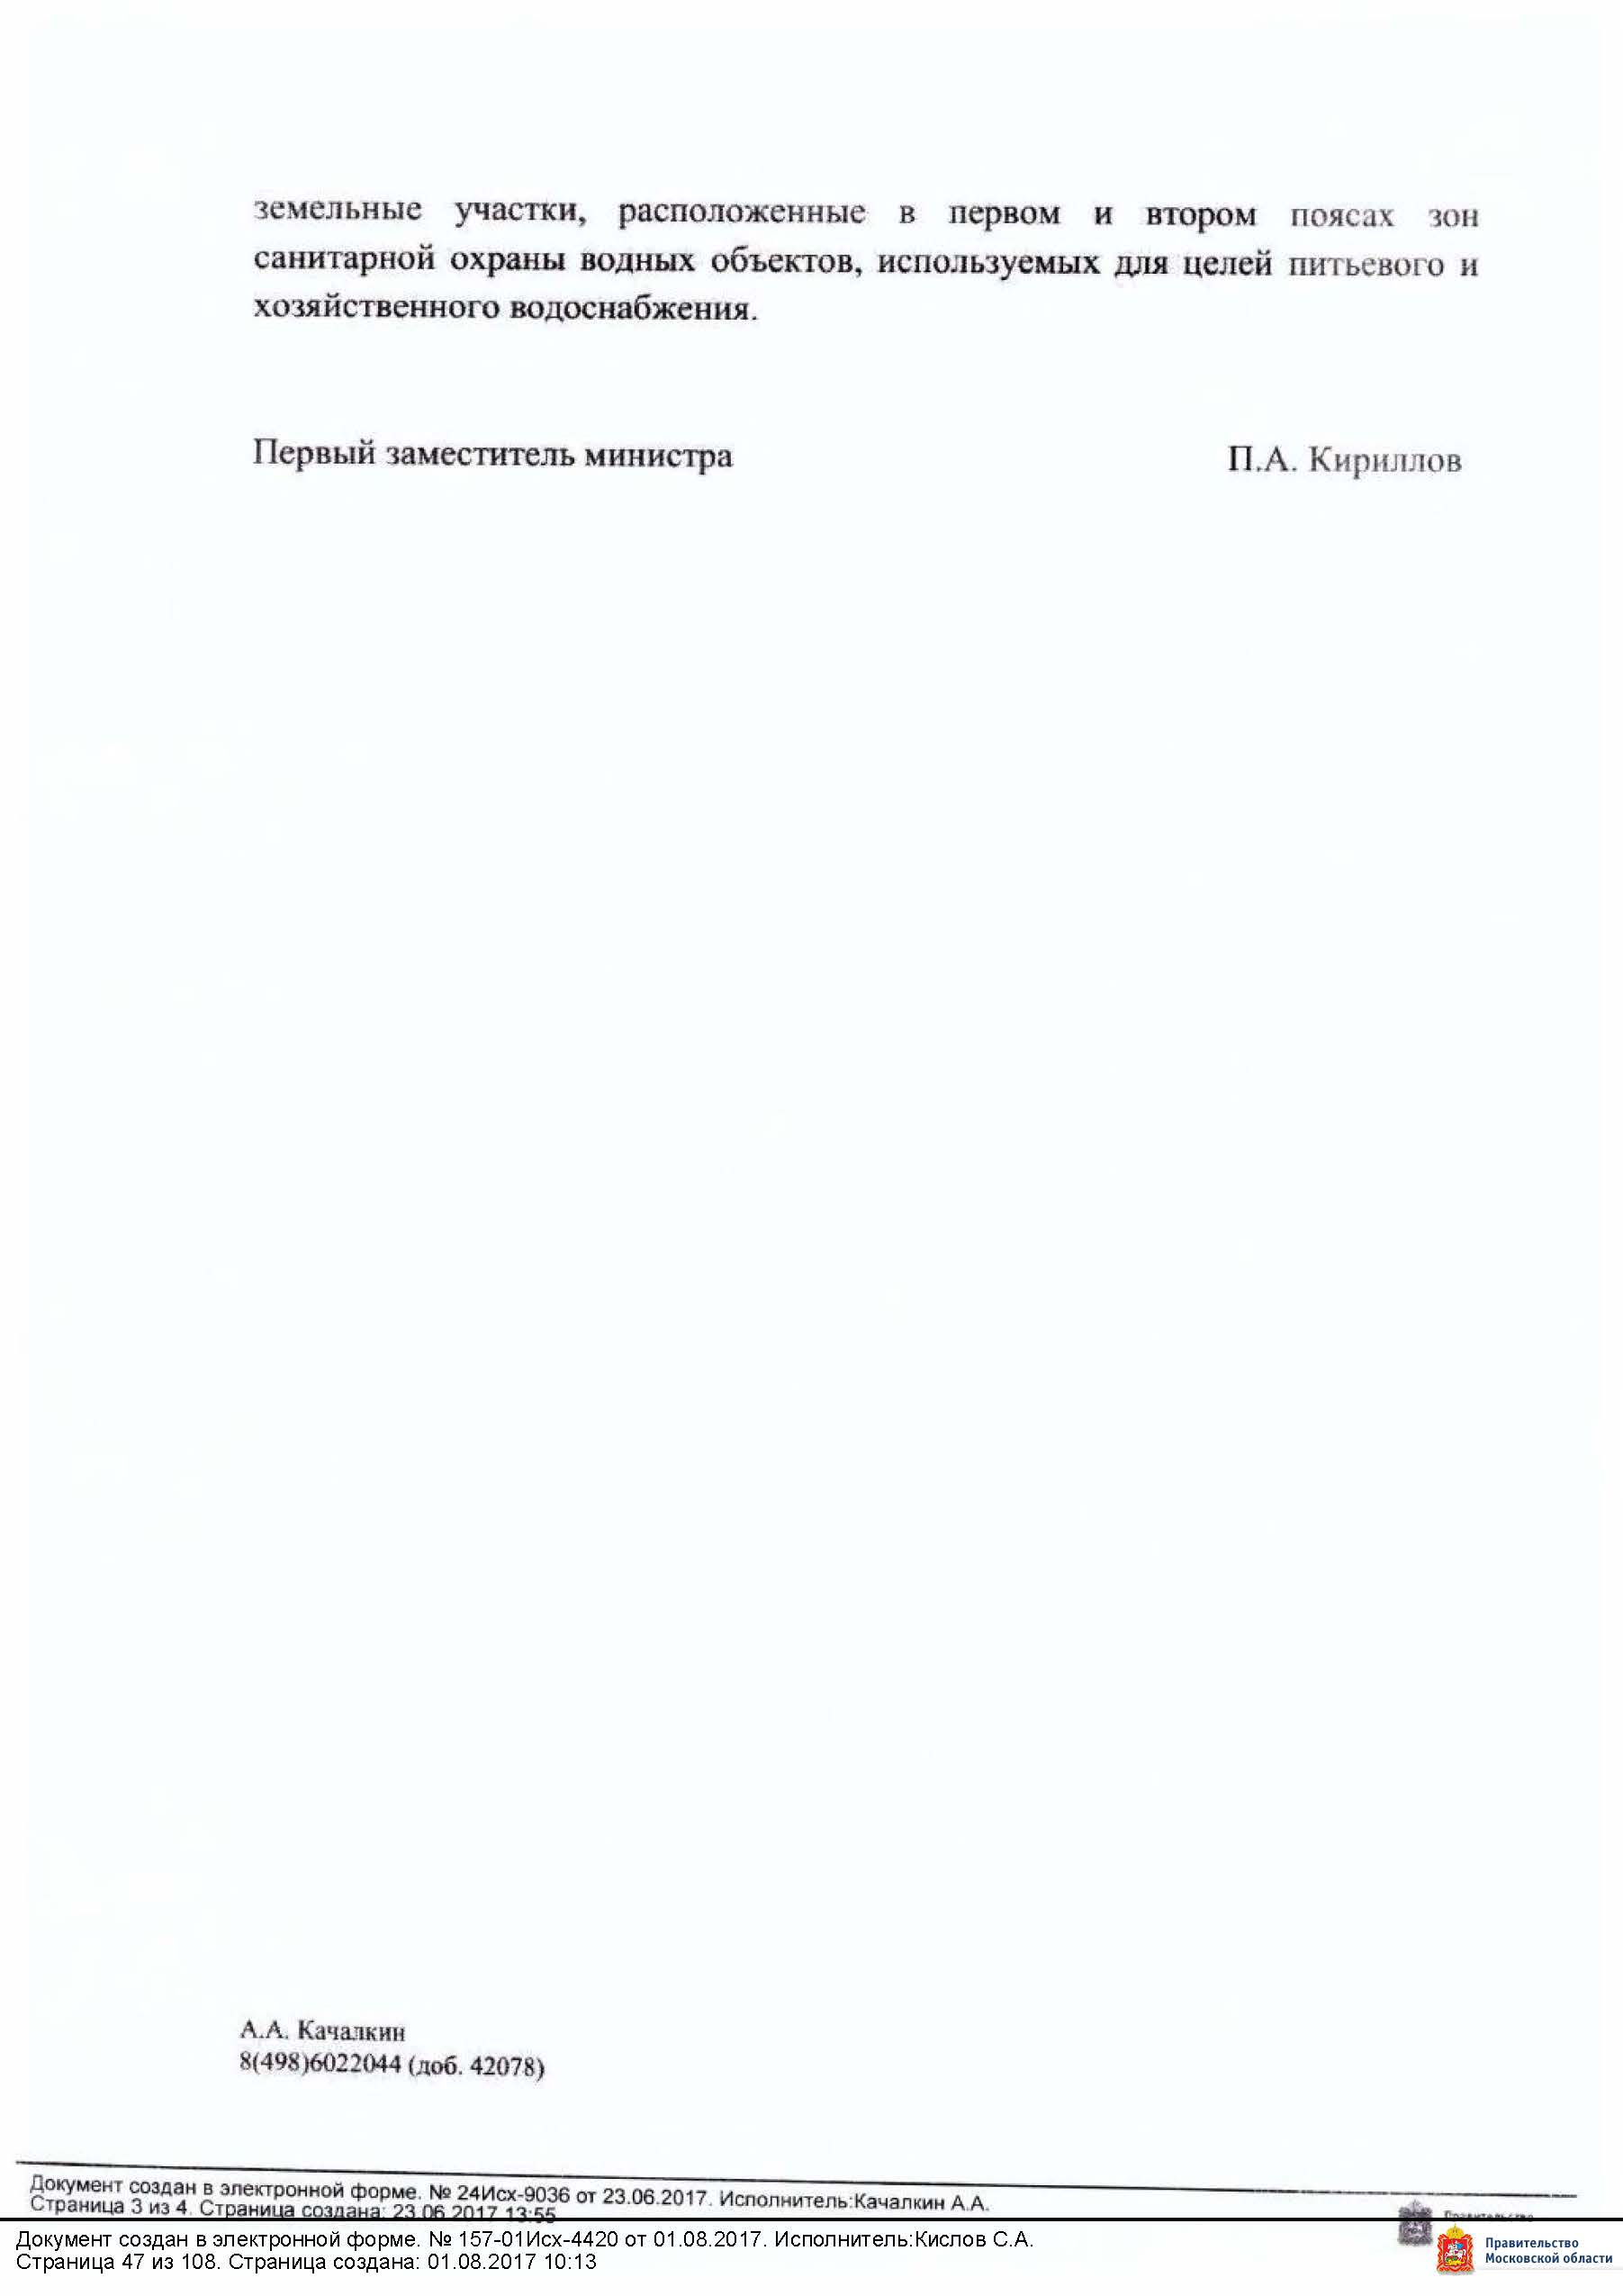 земельные участки, расположенные в первом и втором поясах зон
санитарной охраны водных объектов, используемых для целей питьевого и
хозяйственного водоснабжения.
Первый заместитель министра П.А. Кириллов
А.А. Качалкин
8(498)6022044 (доб. 42078)
Документ создан в электронной форме. № 24Исх-9036 от 23.06.2017. Исполнитель:Качалкин А.А.
Страница 3 из 4. Страница создана: 23.06.2017 13:55
Правительство
Документ создан в электронной форме. № 157-01Исх-4420 от 01.08.2017. Исполнитель:Кислов С.А.
Страница 47 из 108. Страница создана: 01.08.2017 10:13
Правительство
Московской области